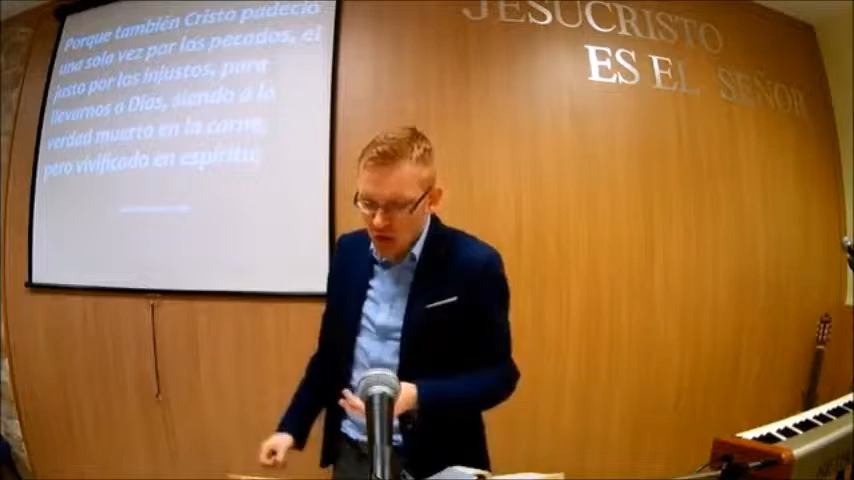 Porque también Cristo padeció
una sola vez por los pecados, el
justo por los injustos, para
llevarnos a Dios, siendo a la
verdad muerto en la carne,
pero vivificado en espíritu
JESUCRISTO
ES EL SEÑOR